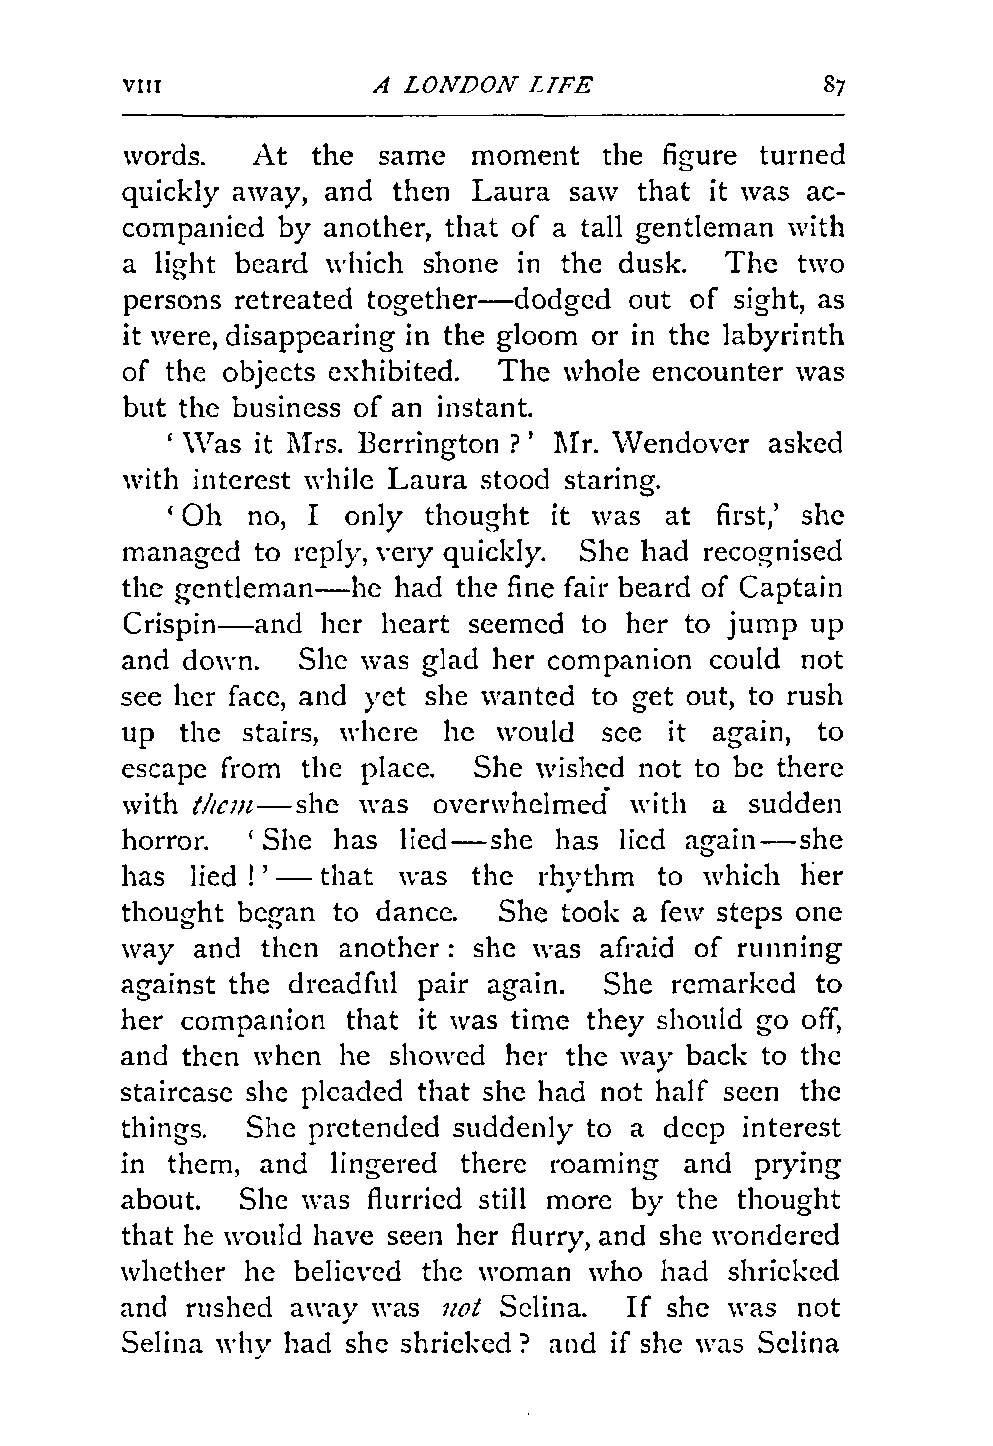 VIII A LONDON LIFE 87
words. At the same moment the figure turned
quickly away, and then Laura saw that it was ac-
companied by another, that of a tall gentleman with
a light beard which shone in the dusk. The two
persons retreated together—dodged out of sight, as
it were, disappearing in the gloom or in the labyrinth
of the objects exhibited. The whole encounter was
but the business of an instant.
‘Was it Mrs. Berrington?’ Mr. Wendover asked
with interest while Laura stood staring.
‘Oh no, I only thought it was at first,’ she
managed to reply, very quickly. She had recognised
the gentleman—he had the fine fair beard of Captain
Crispin—and her heart seemed to her to jump up
and down. She was glad her companion could not
see her face, and yet she wanted to get out, to rush
up the stairs, where he would see it again, to
escape from the place. She wished not to be there
with them—she was overwhelmed with a sudden
horror. ‘She has lied—she has lied again—she
has lied!’—that was the rhythm to which her
thought began to dance. She took a few steps one
way and then another: she was afraid of running
against the dreadful pair again. She remarked to
her companion that it was time they should go off,
and then when he showed her the way back to the
staircase she pleaded that she had not half seen the
things. She pretended suddenly to a deep interest
in them, and lingered there roaming and prying
about. She was flurried still more by the thought
that he would have seen her flurry, and she wondered
whether he believed the woman who had shrieked
and rushed away was not Selina. If she was not
Selina why had she shrieked? and if she was Selina